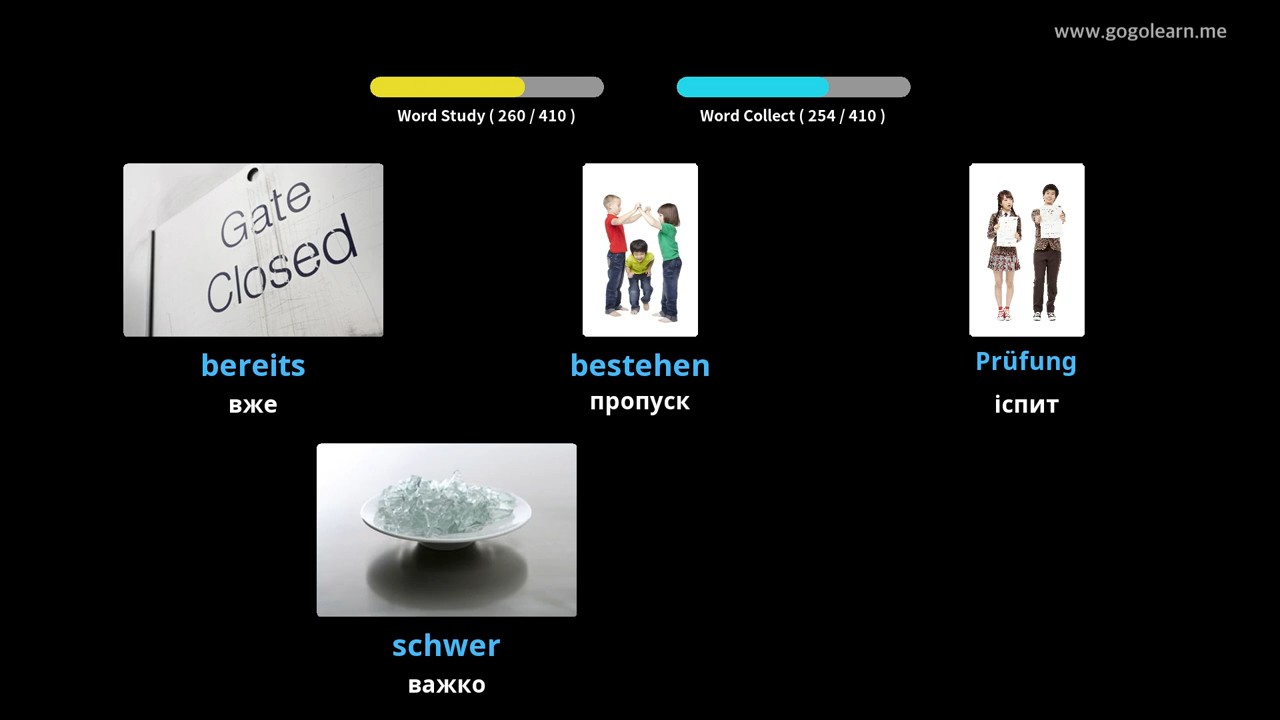 www.gogolearn.me
Word Study ( 260 / 410 )
Word Collect ( 254 / 410 )
Gate
Closed
bereits
вже
bestehen
пропуск
Prüfung
іспит
schwer
важко